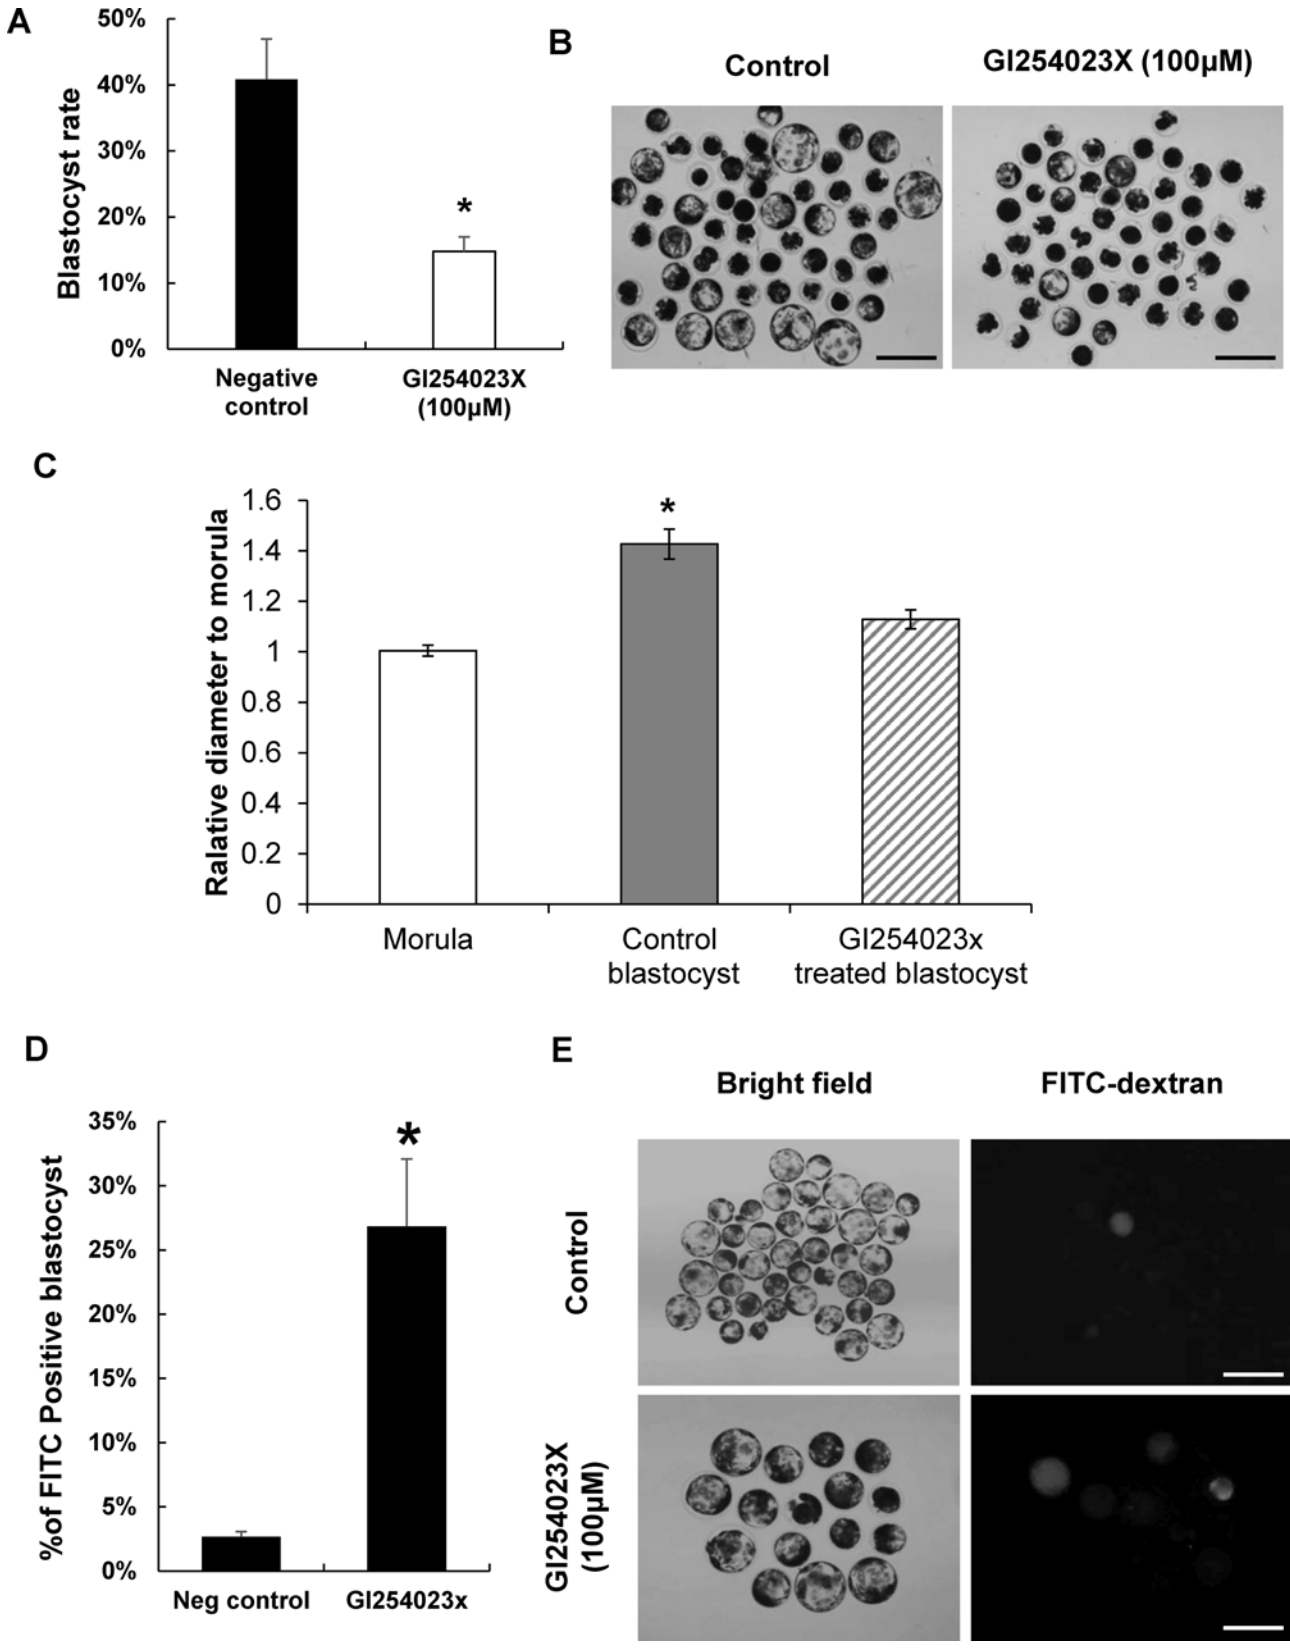 A
50%
40%
30%
20%
10%
0%
Blastocyst rate
*
Negative
control
GI254023X
(100µM)
B
Control
GI254023X (100µM)
C
1.6
1.4
1.2
1
0.8
0.6
0.4
0.2
0
Ralative diameter to morula
*
Morula
Control
blastocyst
GI254023x
treated blastocyst
D
35%
30%
25%
20%
15%
10%
5%
0%
%of FITC Positive blastocyst
*
Neg control
GI254023x
E
Bright field
FITC-dextran
Control
GI254023X
(100µM)